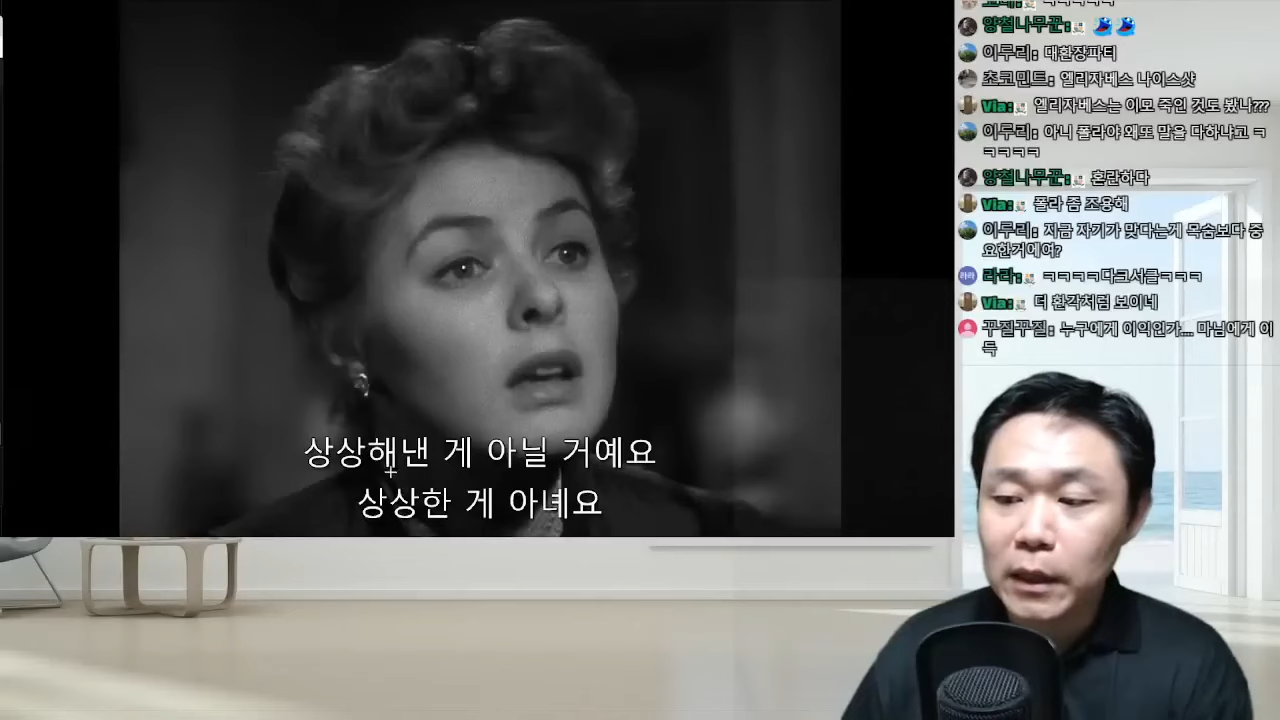 상상해낸 게 아닐 거예요
상상한 게 아녜요
양철나무꾼:
이루리: 대환장파티
초코민트: 엘리자베스 나이스샷
Via: 엘리자베스는 이모 죽인 것도 봤나???
이루리: 아니 폴라야 왜또 말을 다하냐고 ㅋ
ㅋㅋㅋㅋ
양철나무꾼: 혼란하다
Via: 폴라 좀 조용해
이루리: 지금 자기가 맞다는게 목숨보다 중
요한거에여?
라라
라라: ㅋㅋㅋㅋ다크서클ㅋㅋㅋ
Via: 더 환각처럼 보이네
꾸질꾸질: 누구에게 이익인가... 마님에게 이
득